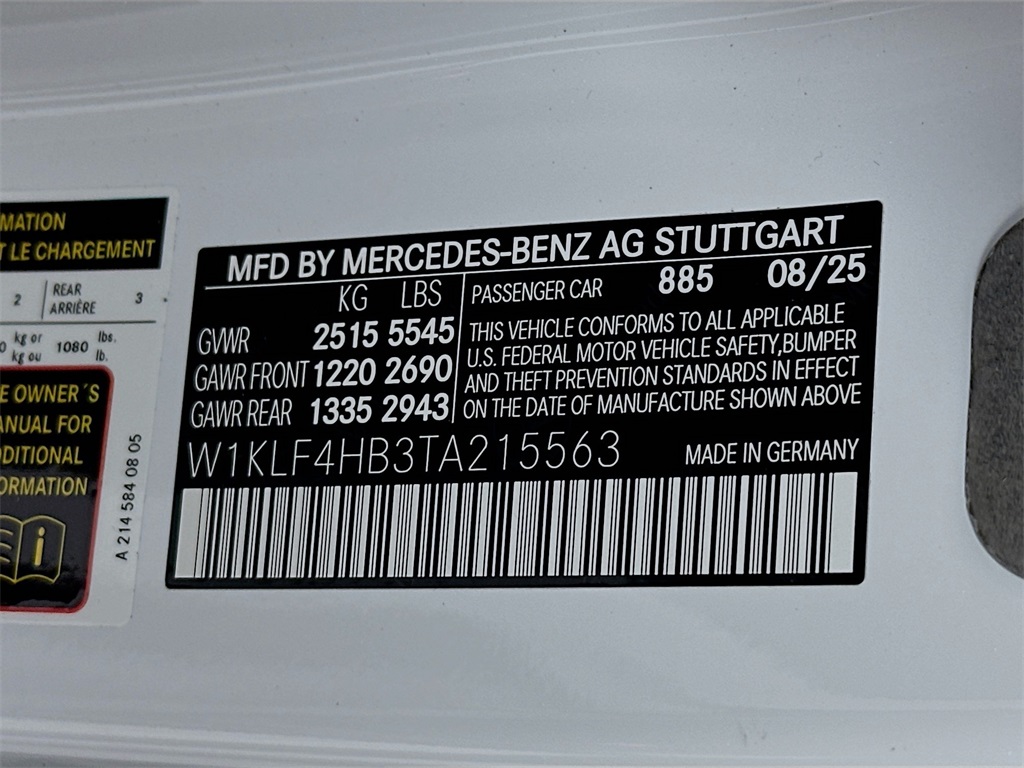 MATION
T LE CHARGEMENT
2 REAR ARRIÈRE 3
0 kg or kg ou 1080 lbs. lb.
E OWNER´S
ANUAL FOR
DDITIONAL
ORMATION
i
A 214 584 08 05
MFD BY MERCEDES-BENZ AG STUTTGART
KG LBS
GVWR 2515 5545
GAWR FRONT 1220 2690
GAWR REAR 1335 2943
PASSENGER CAR 885 08/25
THIS VEHICLE CONFORMS TO ALL APPLICABLE
U.S. FEDERAL MOTOR VEHICLE SAFETY,BUMPER
AND THEFT PREVENTION STANDARDS IN EFFECT
ON THE DATE OF MANUFACTURE SHOWN ABOVE
W1KLF4HB3TA215563
MADE IN GERMANY